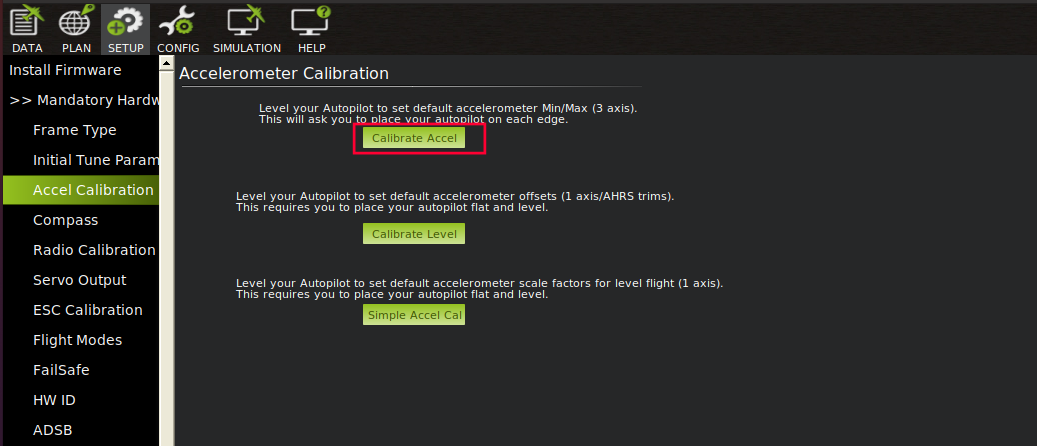 DATA PLAN SETUP CONFIG SIMULATION HELP
Install Firmware
>> Mandatory Hardw
Frame Type
Initial Tune Param
Accel Calibration
Compass
Radio Calibration
Servo Output
ESC Calibration
Flight Modes
FailSafe
HW ID
ADSB
Accelerometer Calibration
Level your Autopilot to set default accelerometer Min/Max (3 axis).
This will ask you to place your autopilot on each edge.
Calibrate Accel
Level your Autopilot to set default accelerometer offsets (1 axis/AHRS trims).
This requires you to place your autopilot flat and level.
Calibrate Level
Level your Autopilot to set default accelerometer scale factors for level flight (1 axis).
This requires you to place your autopilot flat and level.
Simple Accel Cal